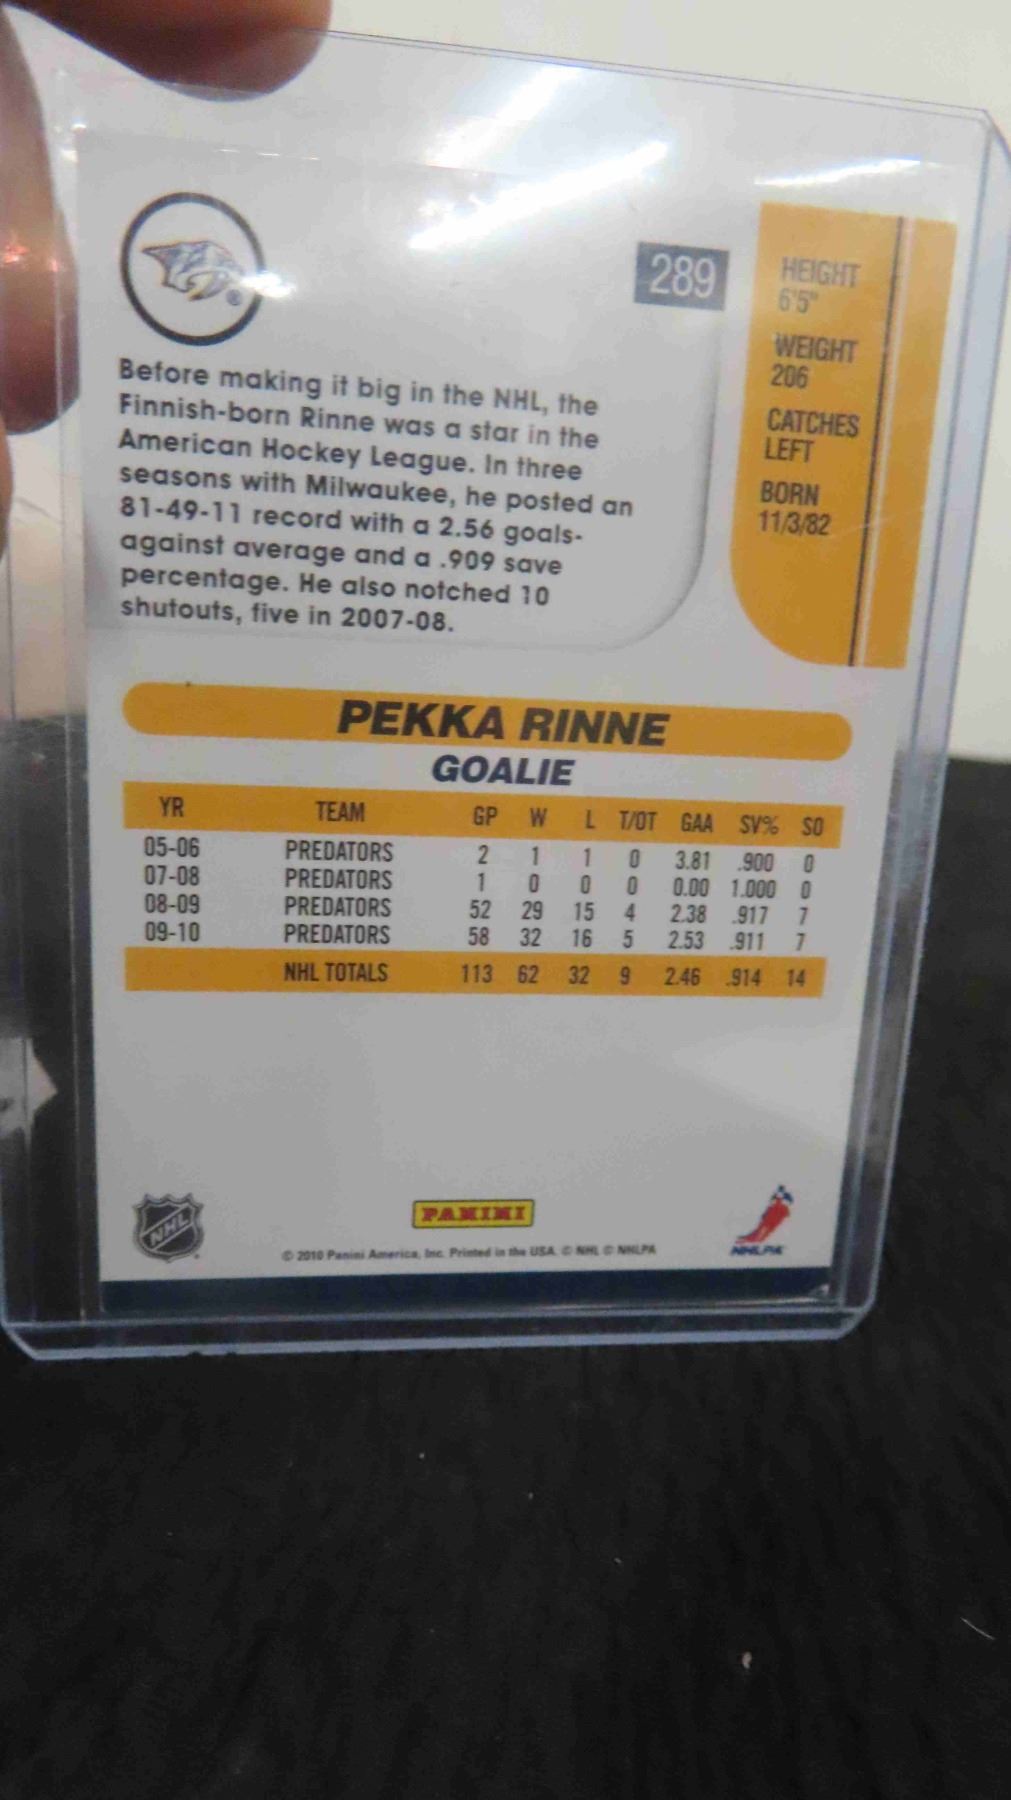 289
HEIGHT
6'5"
WEIGHT
206
CATCHES
LEFT
BORN
11/3/82
Before making it big in the NHL, the
Finnish-born Rinne was a star in the
American Hockey League. In three
seasons with Milwaukee, he posted an
81-49-11 record with a 2.56 goals-
against average and a .909 save
percentage. He also notched 10
shutouts, five in 2007-08.
PEKKA RINNE
GOALIE
YR TEAM GP W L T/OT GAA SV% SO
05-06 PREDATORS 2 1 1 0 3.81 .900 0
07-08 PREDATORS 1 0 0 0 0.00 1.000 0
08-09 PREDATORS 52 29 15 4 2.38 .917 7
09-10 PREDATORS 58 32 16 5 2.53 .911 7
NHL TOTALS 113 62 32 9 2.46 .914 14
NHL
PANINI
NHLPA
© 2010 Panini America, Inc. Printed in the USA. © NHL © NHLPA